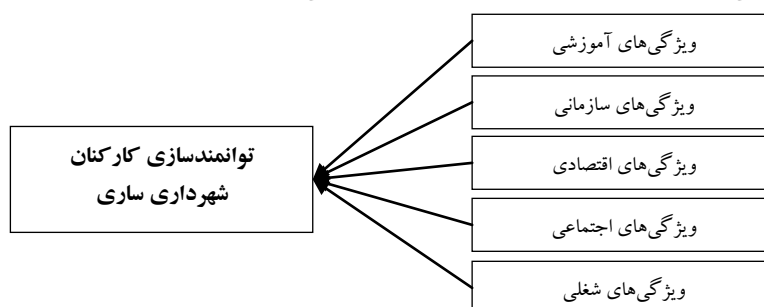 ویژگی‌های آموزشی
ویژگی‌های سازمانی
توانمندسازی کارکنان
شهرداری ساری
ویژگی‌های اقتصادی
ویژگی‌های اجتماعی
ویژگی‌های شغلی